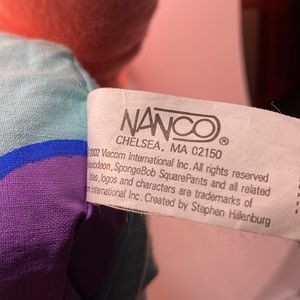 NANCO®
CHELSEA, MA 02150
2002 Viacom International Inc. All rights reserved
SpongeBob SquarePants and all related
titles, logos and characters are trademarks of
International Inc. Created by Stephen Hillenburg